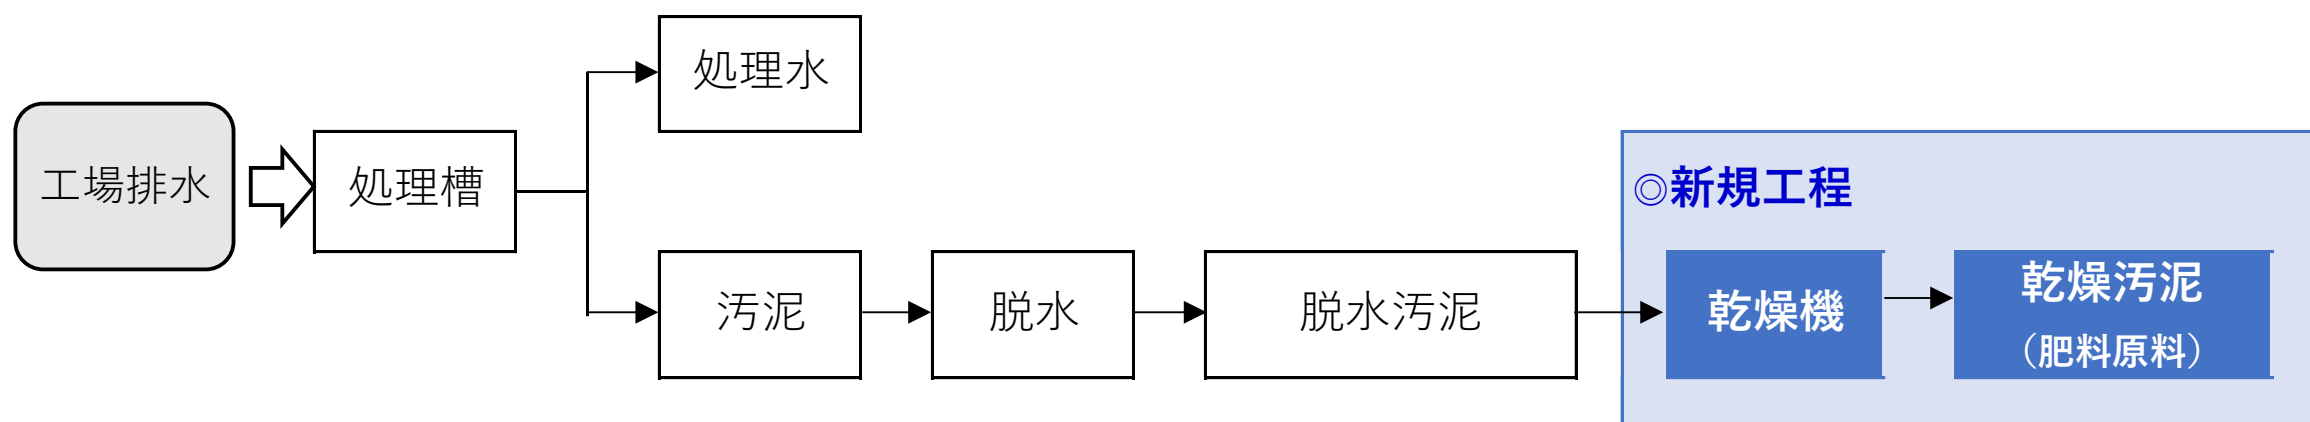 処理水
工場排水
処理槽
◎新規工程
汚泥
脱水
脱水汚泥
乾燥機
乾燥汚泥
（肥料原料）